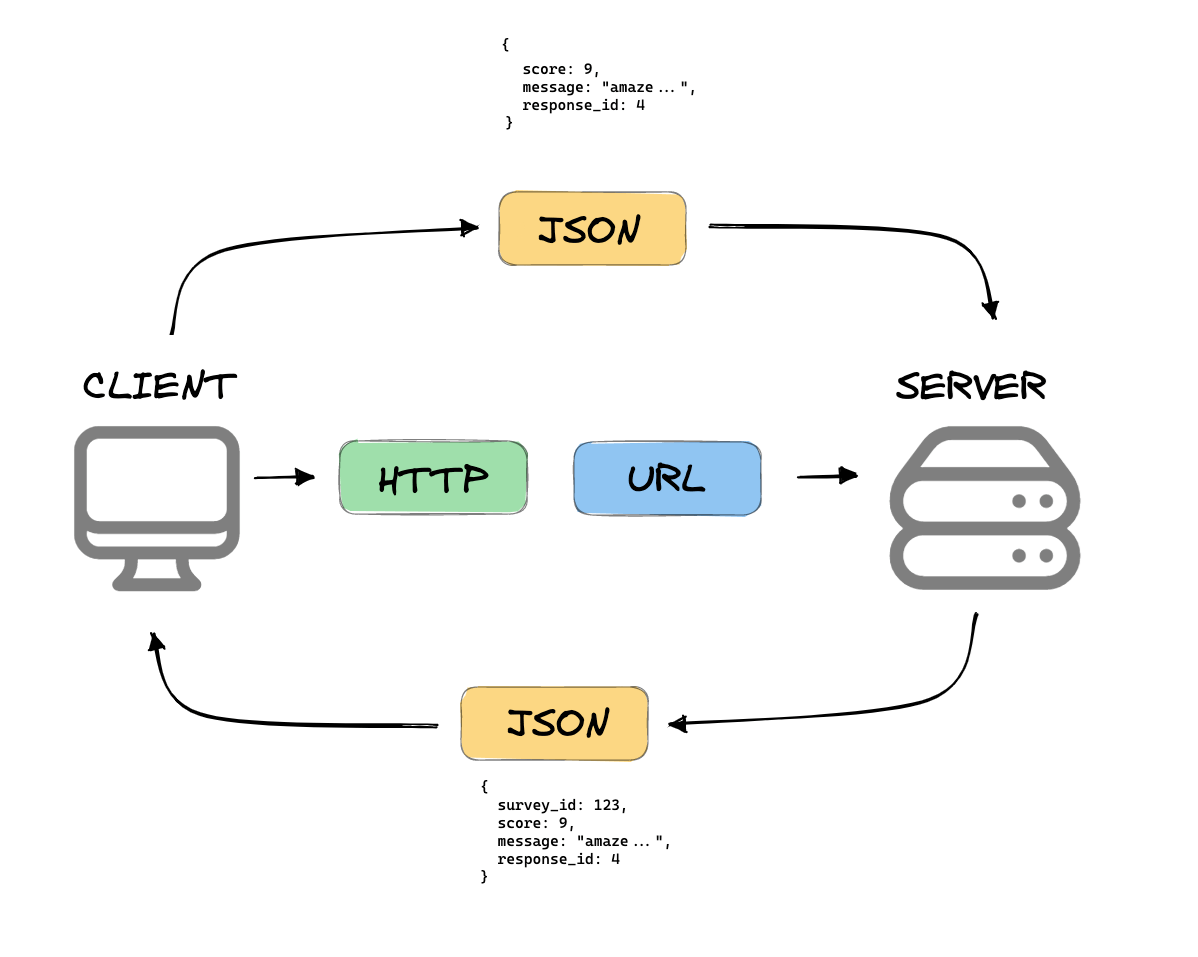 {
score: 9,
message: "amaze...",
response_id: 4
}
JSON
CLIENT
SERVER
HTTP
URL
JSON
{
survey_id: 123,
score: 9,
message: "amaze...",
response_id: 4
}